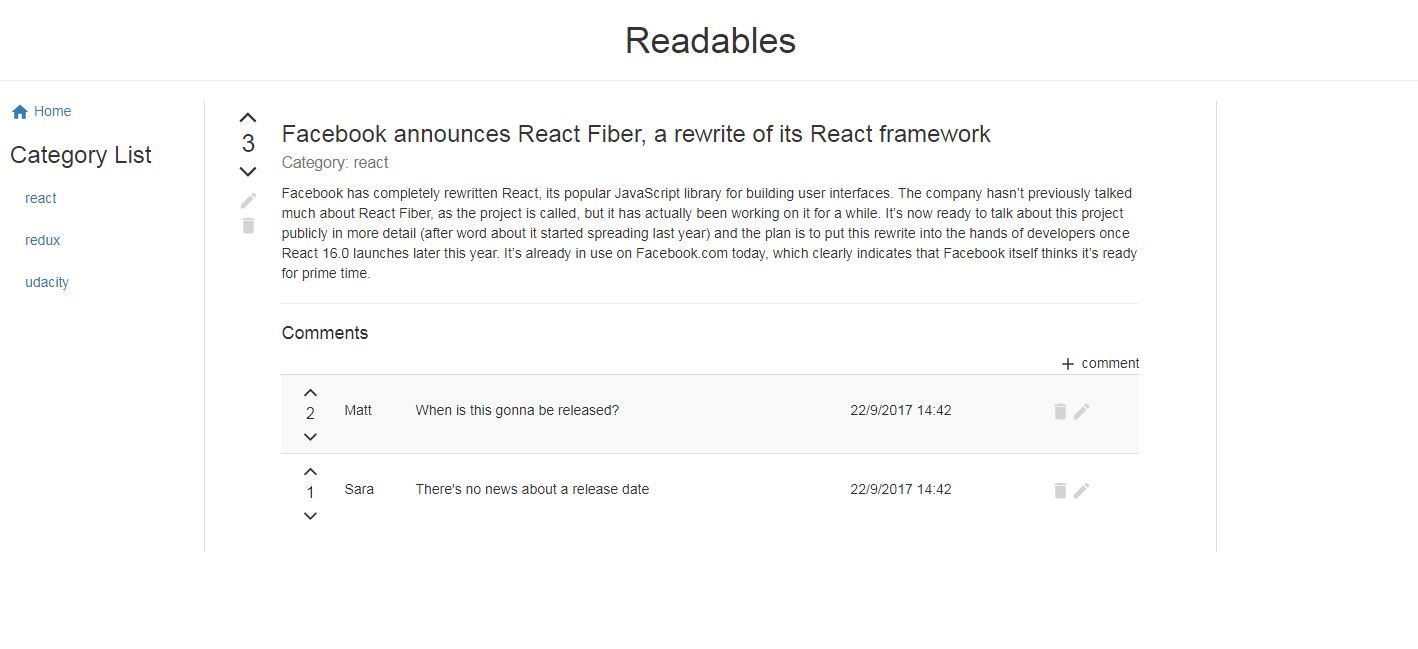 Readables
Home
Category List
react
redux
udacity
3
Facebook announces React Fiber, a rewrite of its React framework
Category: react
Facebook has completely rewritten React, its popular JavaScript library for building user interfaces. The company hasn’t previously talked
much about React Fiber, as the project is called, but it has actually been working on it for a while. It’s now ready to talk about this project
publicly in more detail (after word about it started spreading last year) and the plan is to put this rewrite into the hands of developers once
React 16.0 launches later this year. It’s already in use on Facebook.com today, which clearly indicates that Facebook itself thinks it’s ready
for prime time.
Comments
+ comment
2 Matt When is this gonna be released? 22/9/2017 14:42
1 Sara There's no news about a release date 22/9/2017 14:42